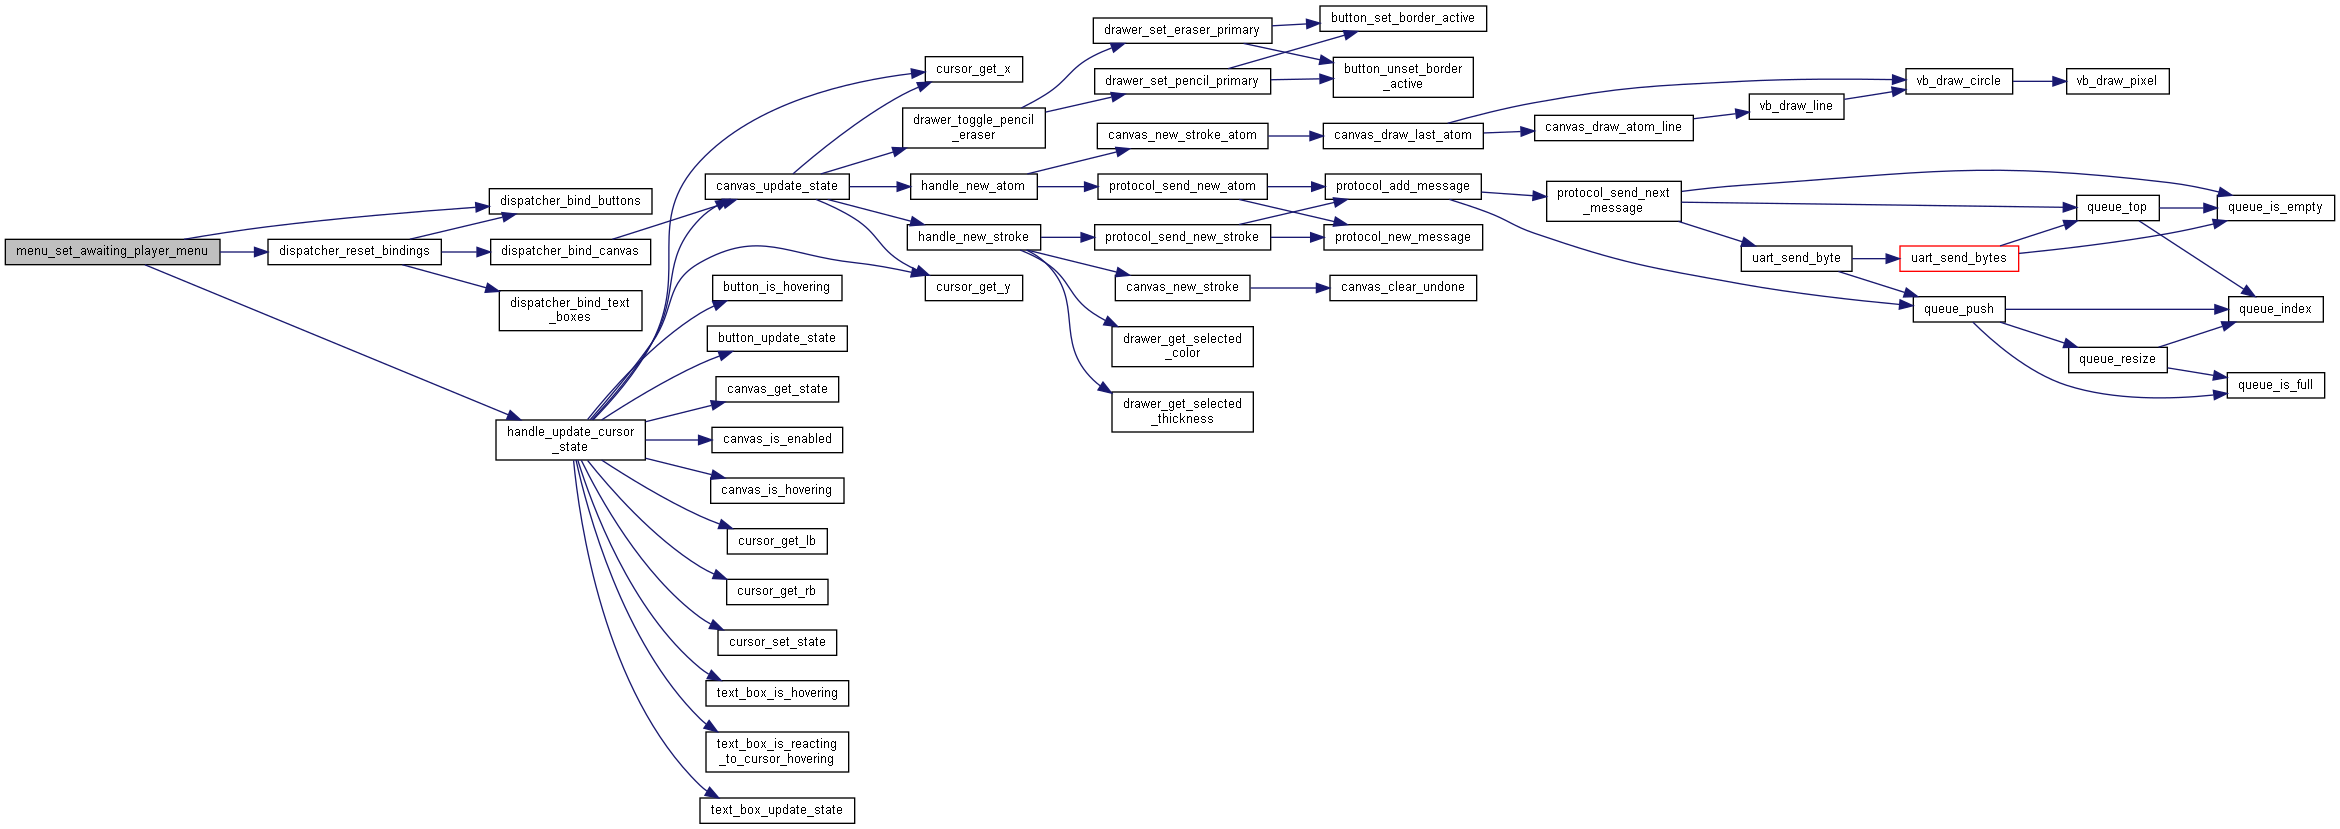 menu_set_awaiting_player_menu
dispatcher_bind_buttons
dispatcher_reset_bindings
dispatcher_bind_canvas
dispatcher_bind_text
_boxes
handle_update_cursor
_state
cursor_get_x
canvas_update_state
drawer_toggle_pencil
_eraser
handle_new_atom
handle_new_stroke
cursor_get_y
button_is_hovering
button_update_state
canvas_get_state
canvas_is_enabled
canvas_is_hovering
cursor_get_lb
cursor_get_rb
cursor_set_state
text_box_is_hovering
text_box_is_reacting
_to_cursor_hovering
text_box_update_state
drawer_set_eraser_primary
drawer_set_pencil_primary
canvas_new_stroke_atom
protocol_send_new_atom
protocol_send_new_stroke
canvas_new_stroke
drawer_get_selected
_color
drawer_get_selected
_thickness
button_set_border_active
button_unset_border
_active
canvas_draw_last_atom
protocol_add_message
protocol_new_message
canvas_clear_undone
canvas_draw_atom_line
protocol_send_next
_message
vb_draw_line
uart_send_byte
vb_draw_circle
uart_send_bytes
queue_push
vb_draw_pixel
queue_top
queue_resize
queue_is_empty
queue_index
queue_is_full